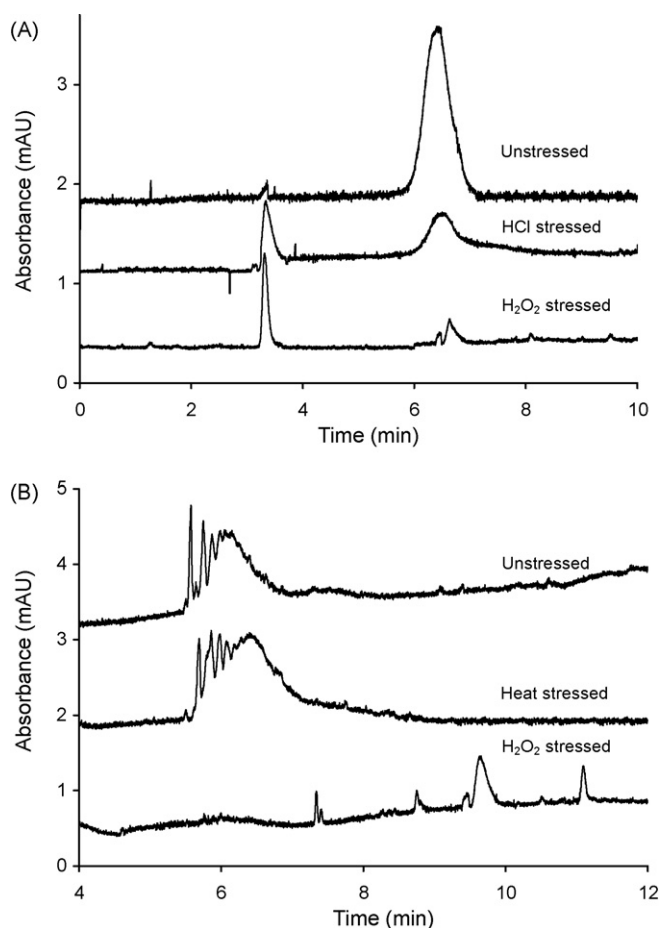 (A)
Absorbance (mAU)
3
2
1
0
Unstressed
HCl stressed
H₂O₂ stressed
0 2 4 6 8 10
Time (min)
(B)
Absorbance (mAU)
5
4
3
2
1
0
Unstressed
Heat stressed
H₂O₂ stressed
4 6 8 10 12
Time (min)